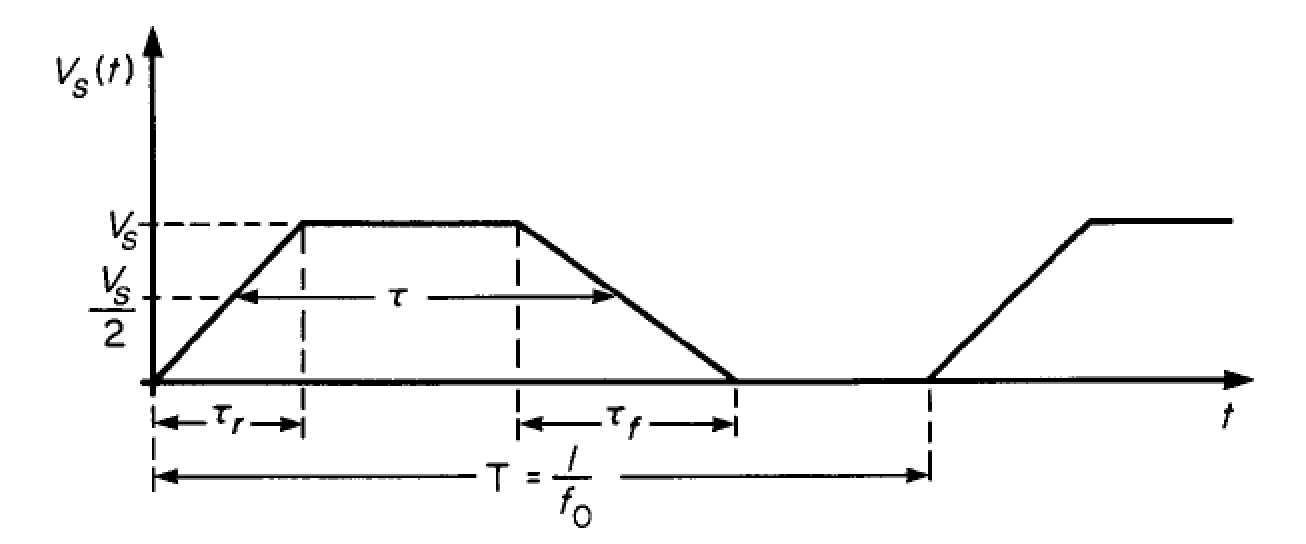 V_s(t)
V_s
V_s/2
τ
τ_r
τ_f
t
T = 1/f_0